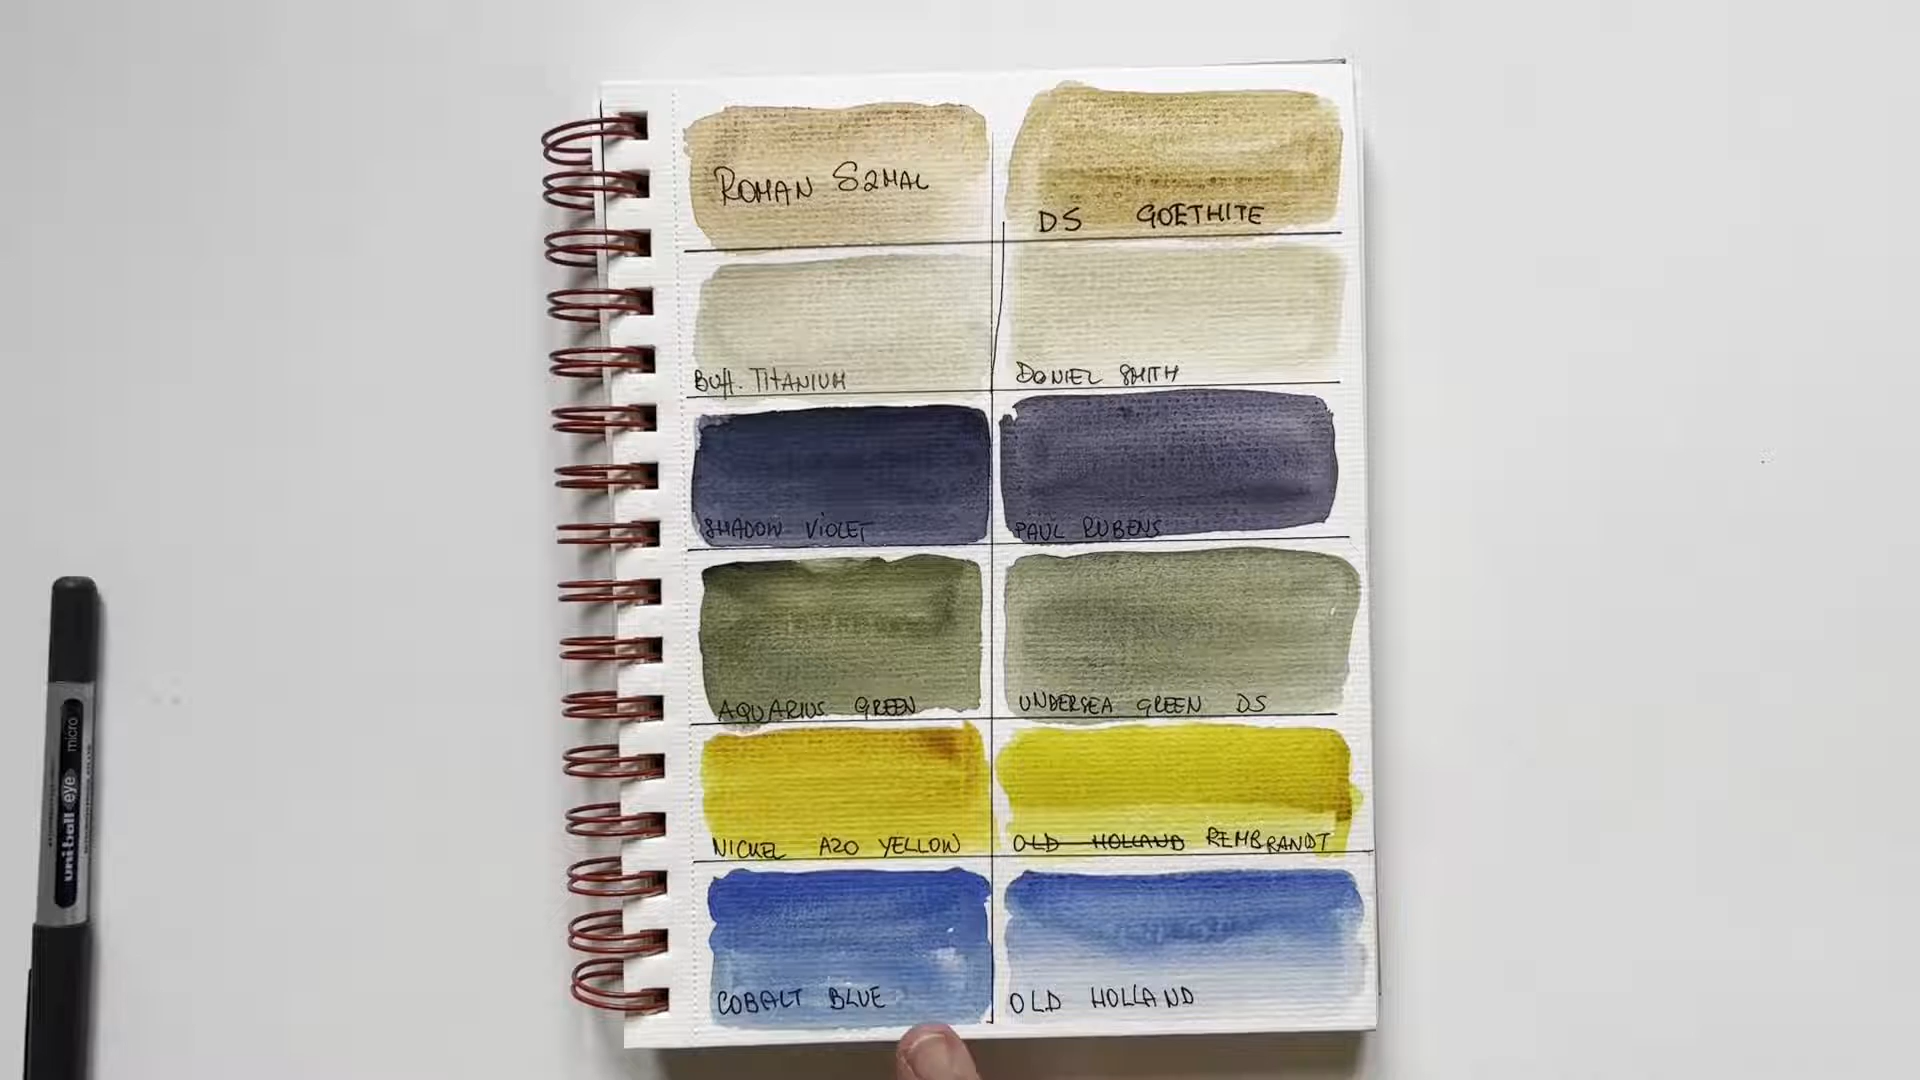 ROMAN SZMAL
DS GOETHITE
BUFF. TITANIUM
DANIEL SMITH
SHADOW VIOLET
PAUL RUBENS
AQUARIUS GREEN
UNDERSEA GREEN DS
NICKEL AZO YELLOW
OLD HOLLAND REMBRANDT
COBALT BLUE
OLD HOLLAND
uniball eye micro